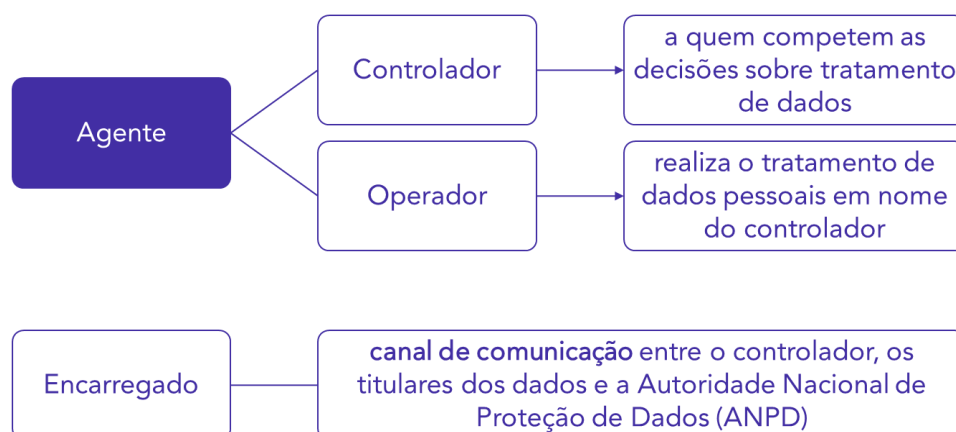 Agente
Controlador
a quem competem as
decisões sobre tratamento
de dados
Operador
realiza o tratamento de
dados pessoais em nome
do controlador
Encarregado
canal de comunicação entre o controlador, os
titulares dos dados e a Autoridade Nacional de
Proteção de Dados (ANPD)